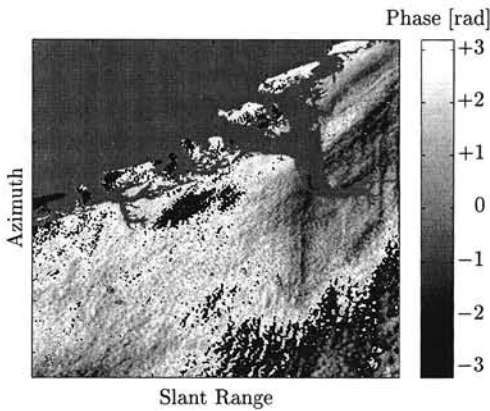 Phase [rad]
+3
+2
+1
0
−1
−2
−3
Azimuth
Slant Range